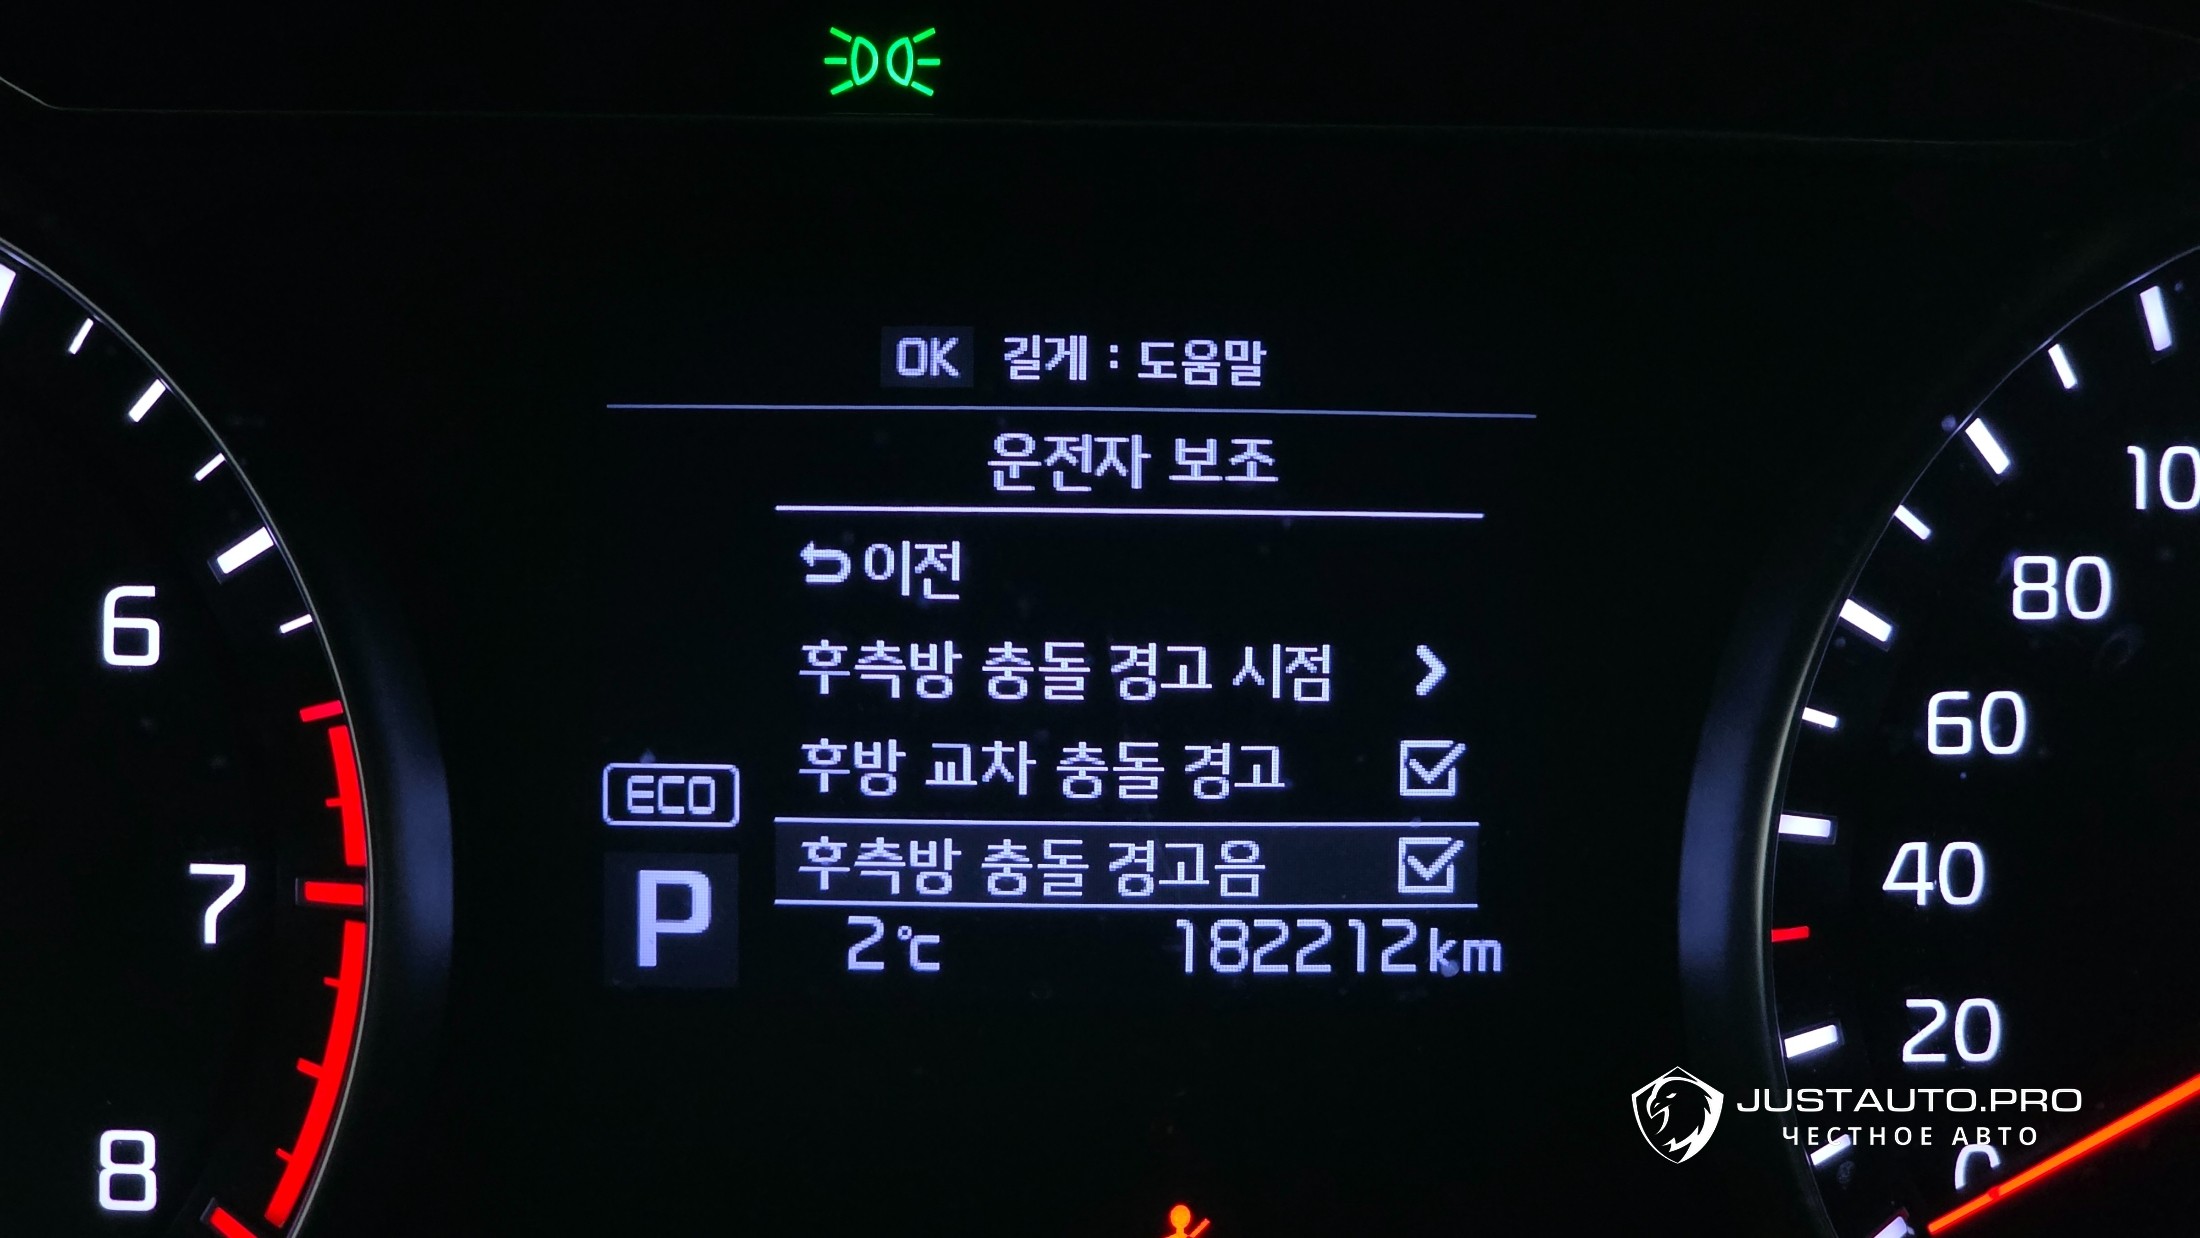 OK 길게 : 도움말
운전자 보조
이전
후측방 충돌 경고 시점
후방 교차 충돌 경고
후측방 충돌 경고음
ECO
P
2℃ 182212km
6
7
8
10
80
60
40
20
0
JUSTAUTO.PRO
ЧЕСТНОЕ АВТО